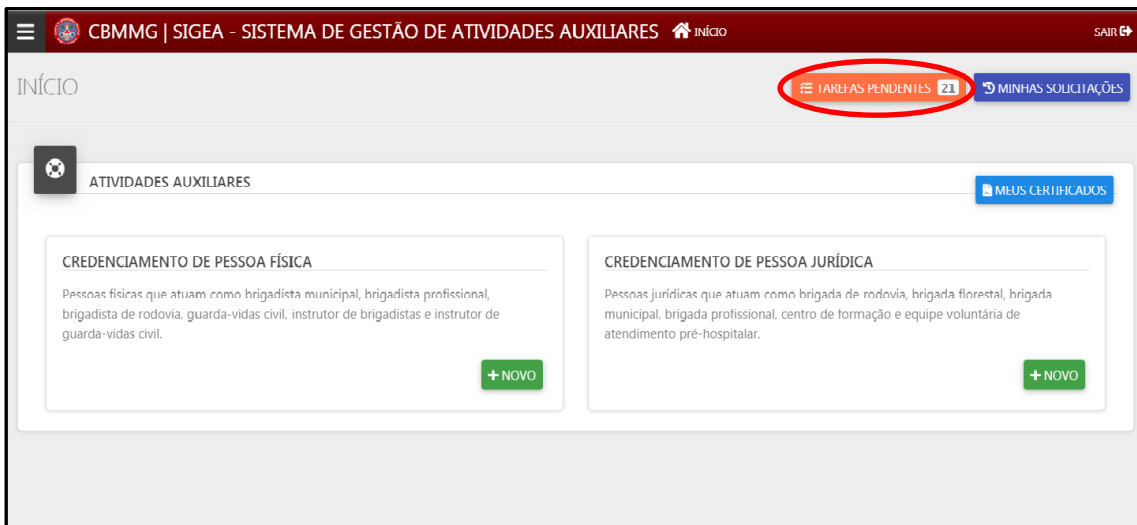 CBMMG | SIGEA - SISTEMA DE GESTÃO DE ATIVIDADES AUXILIARES INÍCIO SAIR
INÍCIO
TAREFAS PENDENTES 21 MINHAS SOLICITAÇÕES
ATIVIDADES AUXILIARES
MEUS CERTIFICADOS
CREDENCIAMENTO DE PESSOA FÍSICA
Pessoas físicas que atuam como brigadista municipal, brigadista profissional,
brigadista de rodovia, guarda-vidas civil, instrutor de brigadistas e instrutor de
guarda-vidas civil.
+ NOVO
CREDENCIAMENTO DE PESSOA JURÍDICA
Pessoas jurídicas que atuam como brigada de rodovia, brigada florestal, brigada
municipal, brigada profissional, centro de formação e equipe voluntária de
atendimento pré-hospitalar.
+ NOVO